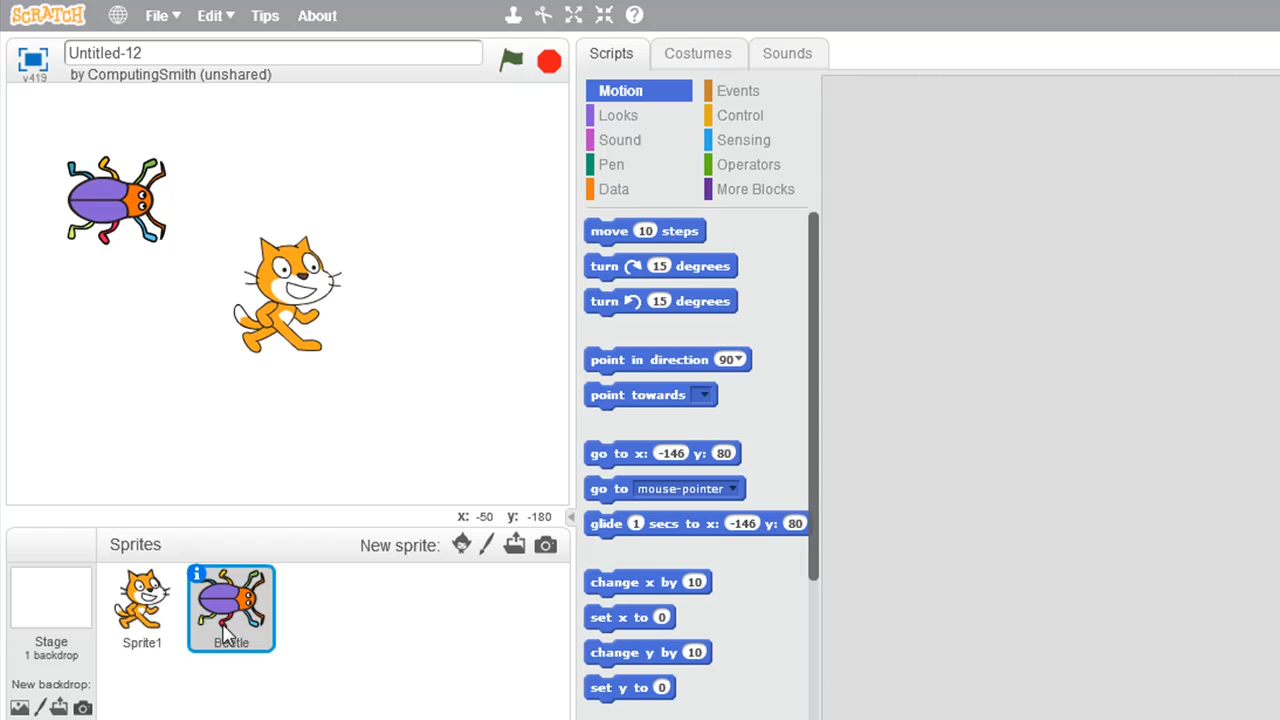 SCRATCH File Edit Tips About
Untitled-12
by ComputingSmith (unshared)
v419
Scripts Costumes Sounds
Motion Events
Looks Control
Sound Sensing
Pen Operators
Data More Blocks
move 10 steps
turn 15 degrees
turn 15 degrees
point in direction 90
point towards
go to x: -146 y: 80
go to mouse-pointer
glide 1 secs to x: -146 y: 80
change x by 10
set x to 0
change y by 10
set y to 0
x: -50 y: -180
Sprites New sprite:
Sprite1 Beetle
Stage
1 backdrop
New backdrop: